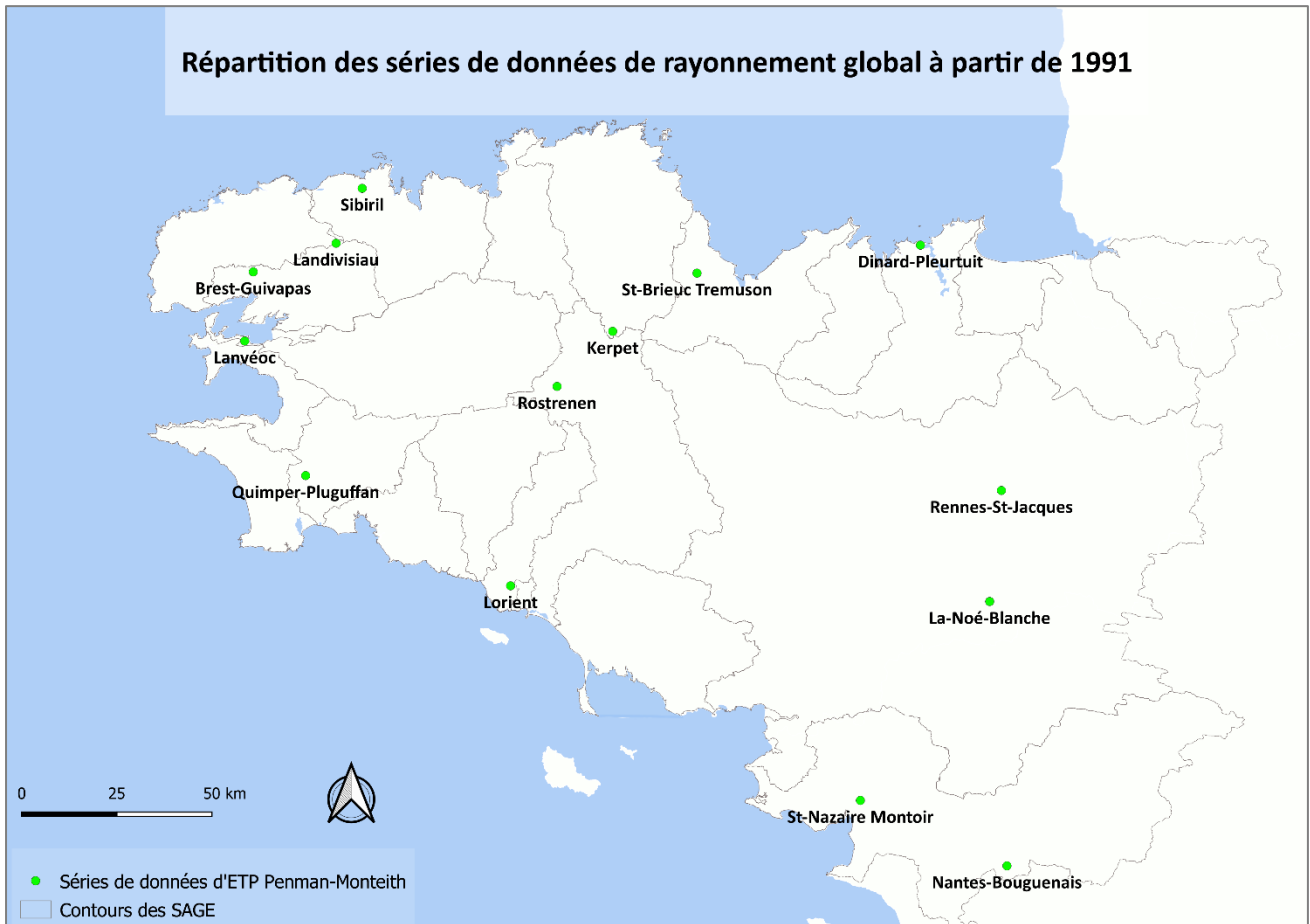 Répartition des séries de données de rayonnement global à partir de 1991
Sibiril
Landivisiau
Dinard-Pleurtuit
Brest-Guivapas
St-Brieuc Tremuson
Kerpet
Lanvéoc
Rostrenen
Quimper-Pluguffan
Rennes-St-Jacques
Lorient
La-Noé-Blanche
0 25 50 km
St-Nazaire Montoir
Nantes-Bouguenais
Séries de données d'ETP Penman-Monteith
Contours des SAGE